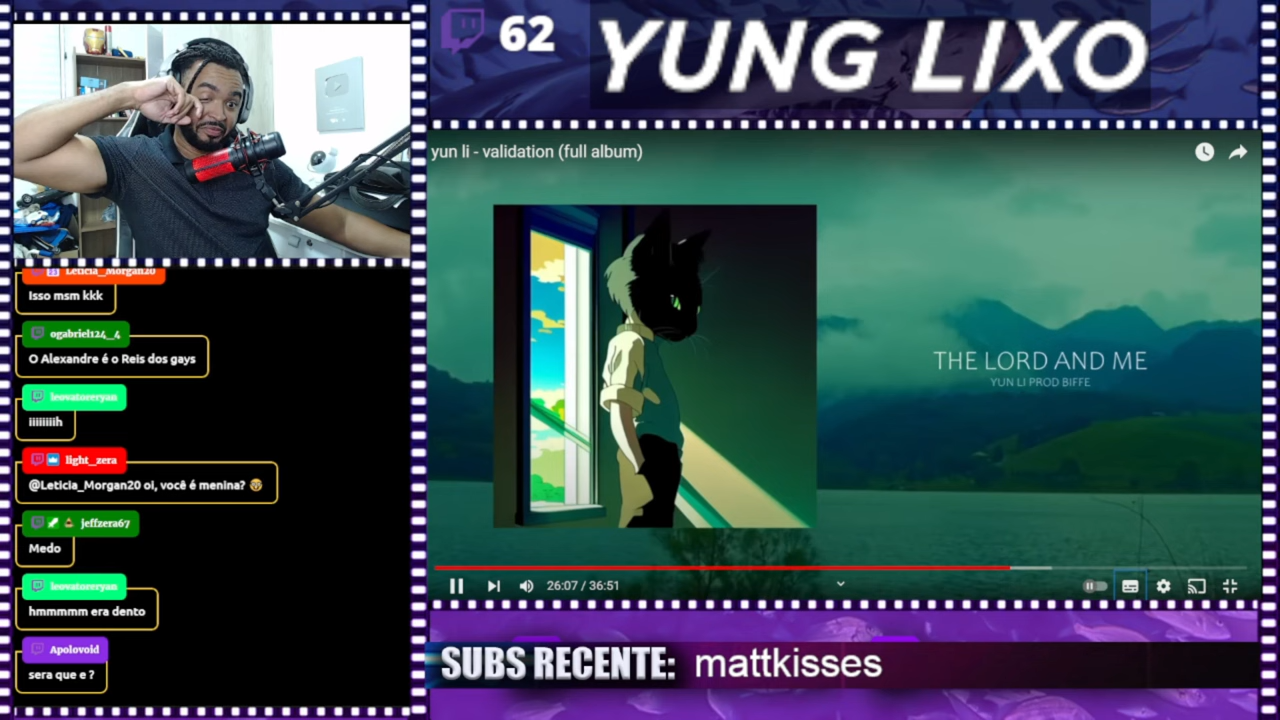 62
YUNG LIXO
yun li - validation (full album)
THE LORD AND ME
YUN LI PROD BIFFE
26:07 / 36:51
SUBS RECENTE: mattkisses
Leticia_Morgan20
Isso msm kkk
ogabriel124_4
O Alexandre é o Reis dos gays
leovatoreryan
iiiiiiiih
light_zera
@Leticia_Morgan20 oi, você é menina?
jeffzera67
Medo
leovatoreryan
hmmmmm era dento
Apolovoid
sera que e ?